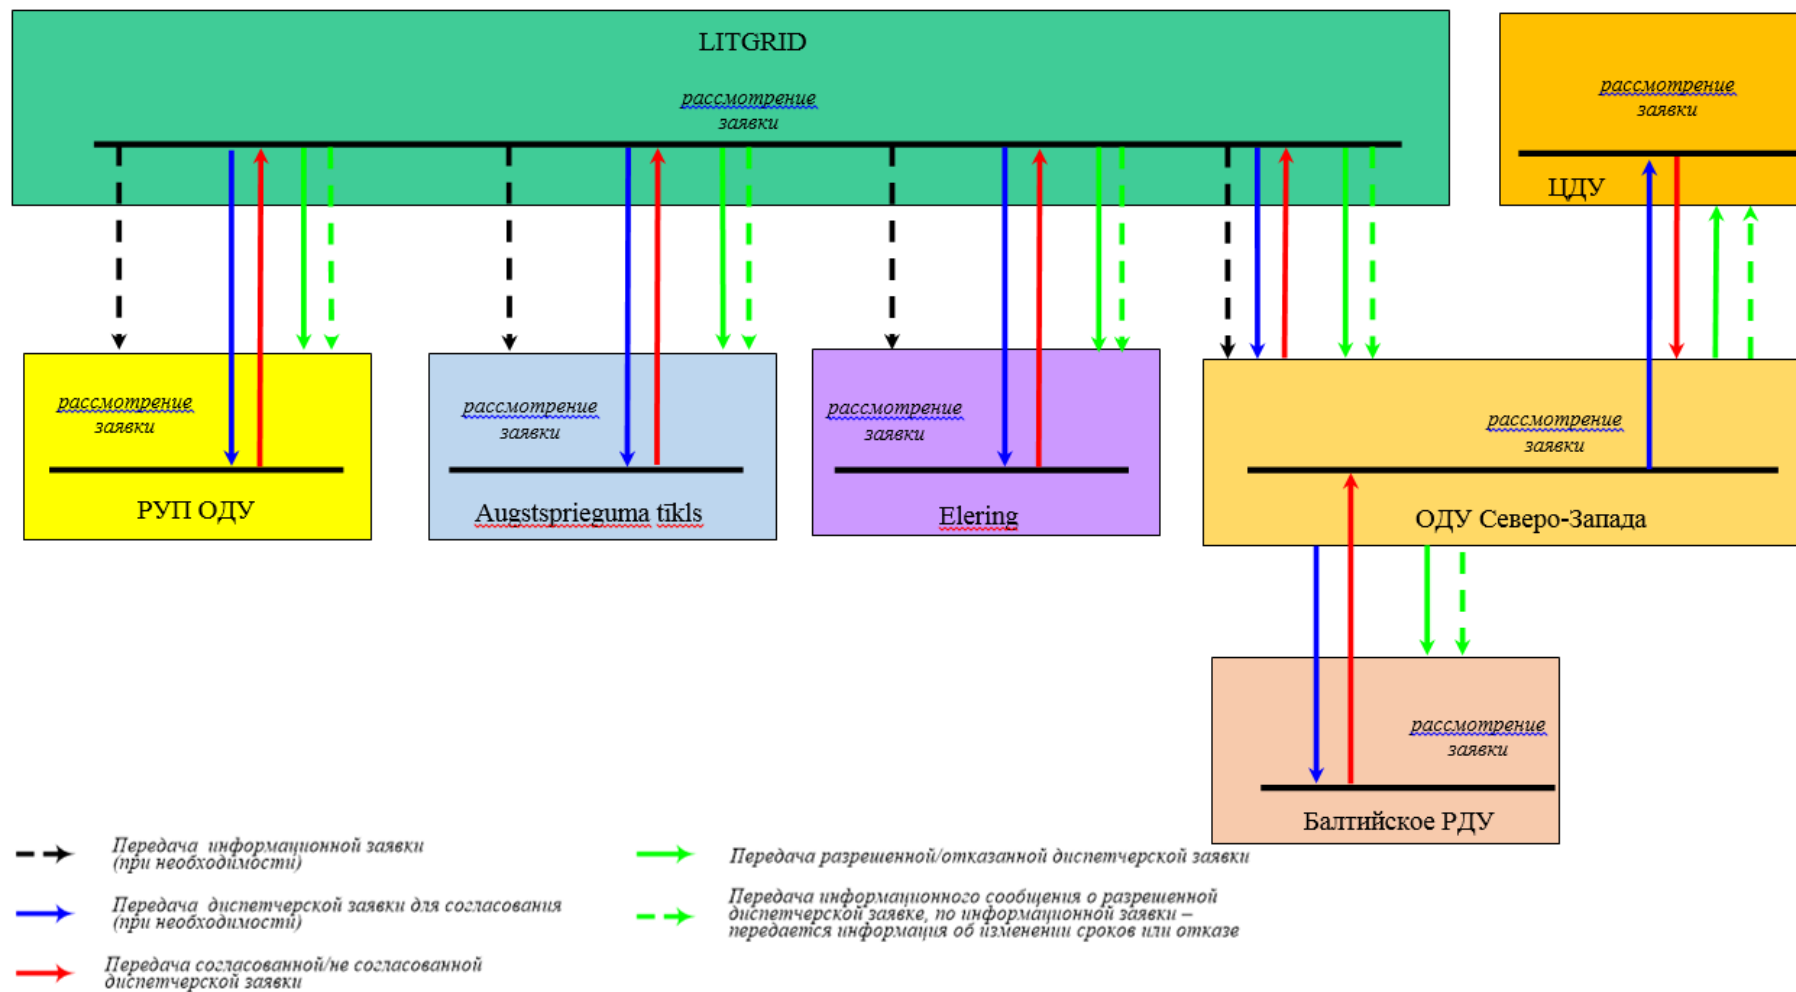 LITGRID
рассмотрение
заявки
рассмотрение
заявки
ЦДУ
рассмотрение
заявки
РУП ОДУ
рассмотрение
заявки
Augstsprieguma tīkls
рассмотрение
заявки
Elering
рассмотрение
заявки
ОДУ Северо-Запада
рассмотрение
заявки
Балтийское РДУ
Передача информационной заявки
(при необходимости)
Передача диспетчерской заявки для согласования
(при необходимости)
Передача согласованной/не согласованной
диспетчерской заявки
Передача разрешенной/отказанной диспетчерской заявки
Передача информационного сообщения о разрешенной
диспетчерской заявке, по информационной заявки –
передается информация об изменении сроков или отказе